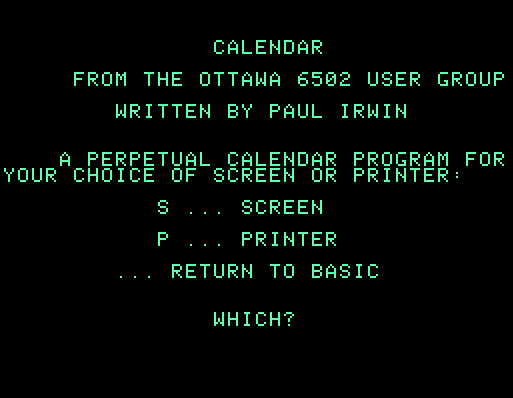 CALENDAR
FROM THE OTTAWA 6502 USER GROUP
WRITTEN BY PAUL IRWIN
A PERPETUAL CALENDAR PROGRAM FOR
YOUR CHOICE OF SCREEN OR PRINTER:
S ... SCREEN
P ... PRINTER
... RETURN TO BASIC
WHICH?